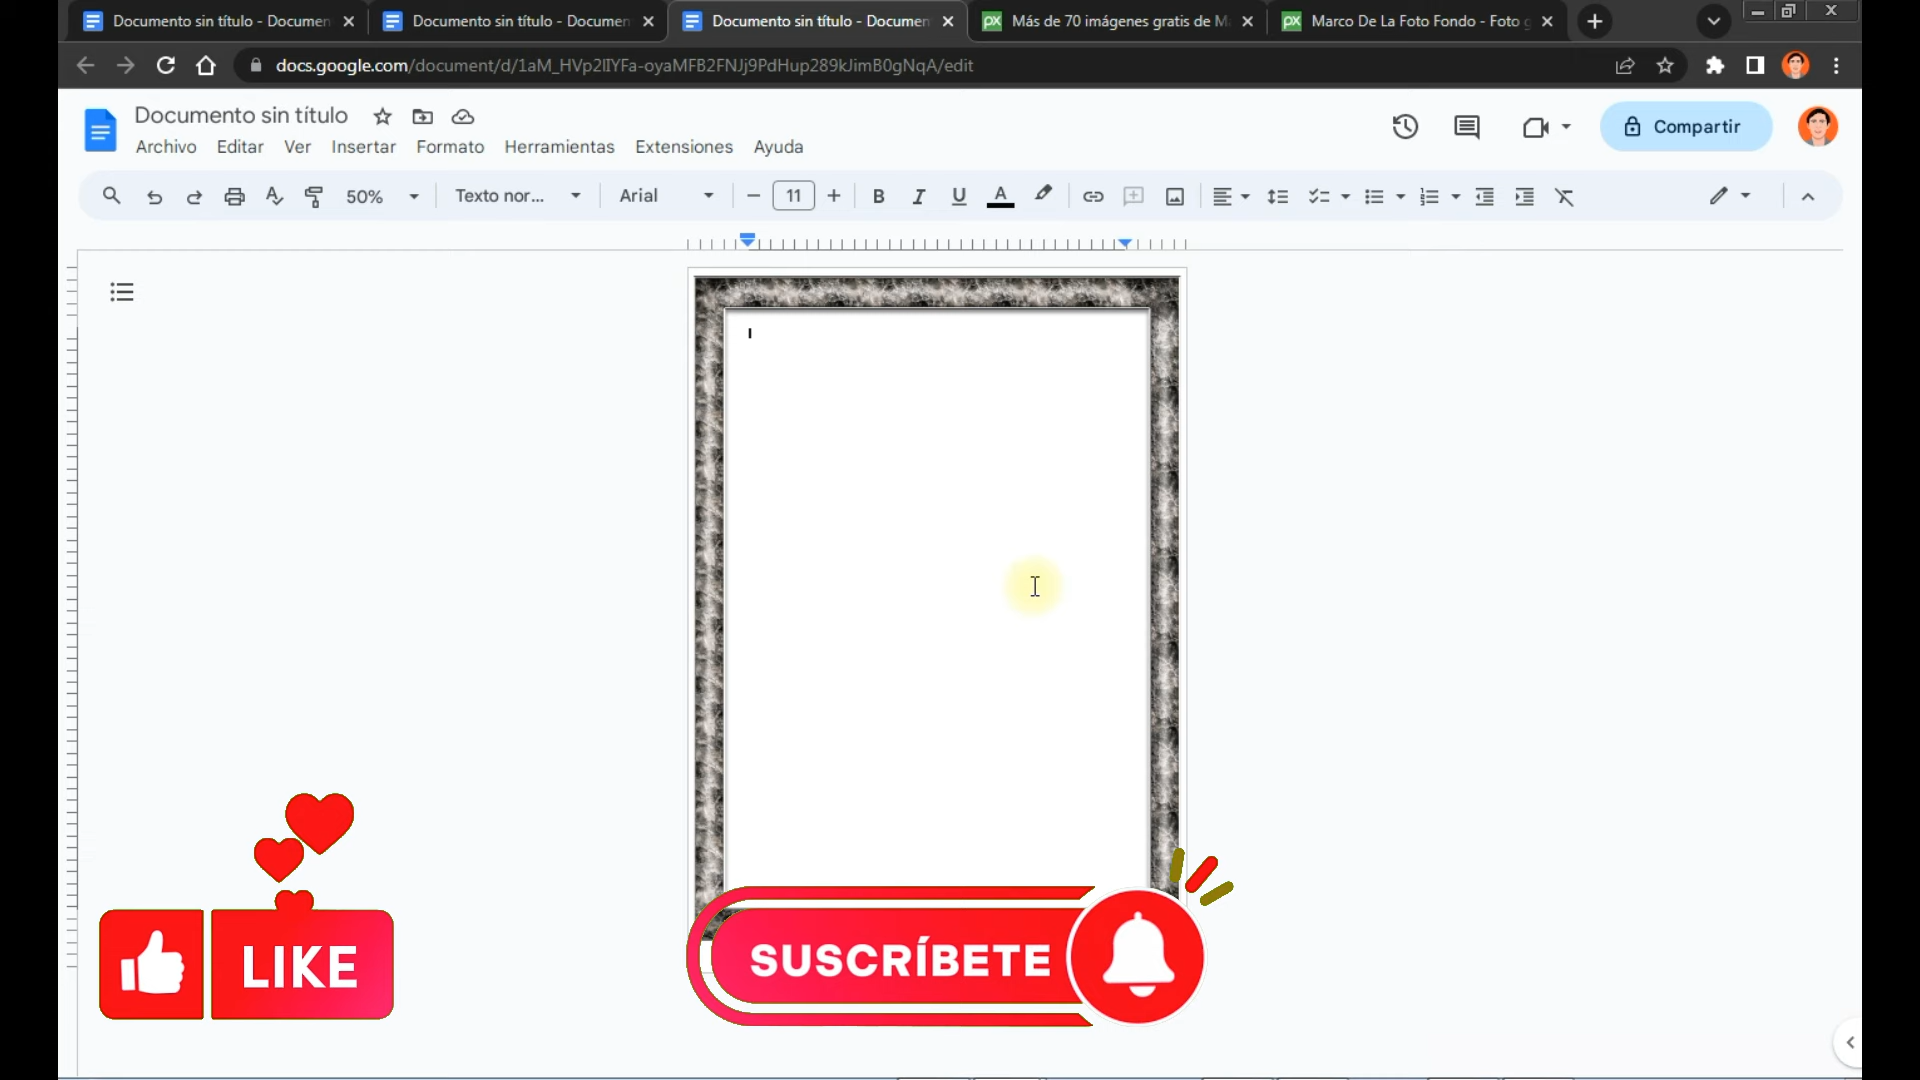 Documento sin título - Documen
Documento sin título - Documen
Documento sin título - Documen
px Más de 70 imágenes gratis de M
px Marco De La Foto Fondo - Foto g
docs.google.com/document/d/1aM_HVp2lIYFa-oyaMFB2FNJj9PdHup289kJimB0gNqA/edit
Documento sin título
Archivo Editar Ver Insertar Formato Herramientas Extensiones Ayuda
Compartir
50% Texto nor... Arial 11 B I U A
LIKE
SUSCRÍBETE